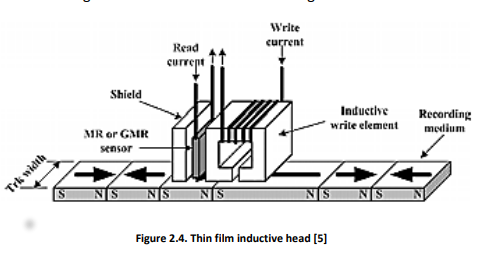 Write
current
Read
current
Shield
MR or GMR
sensor
Inductive
write element
Recording
medium
Trk width
S N S N S N S N S N S N
Figure 2.4. Thin film inductive head [5]